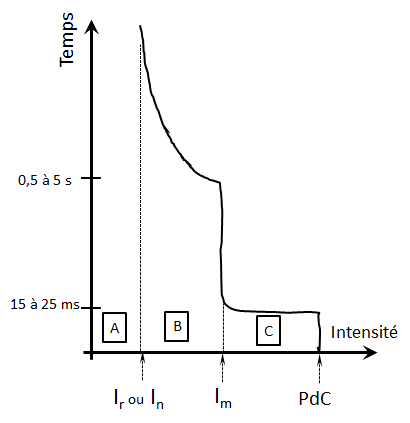 Temps
0,5 à 5 s
15 à 25 ms
A
B
C
Intensité
Ir ou In
Im
PdC